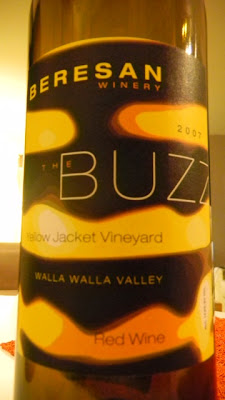 BERESAN
WINERY
2007
THE
BUZZ
Yellow Jacket Vineyard
WALLA WALLA VALLEY
Red Wine